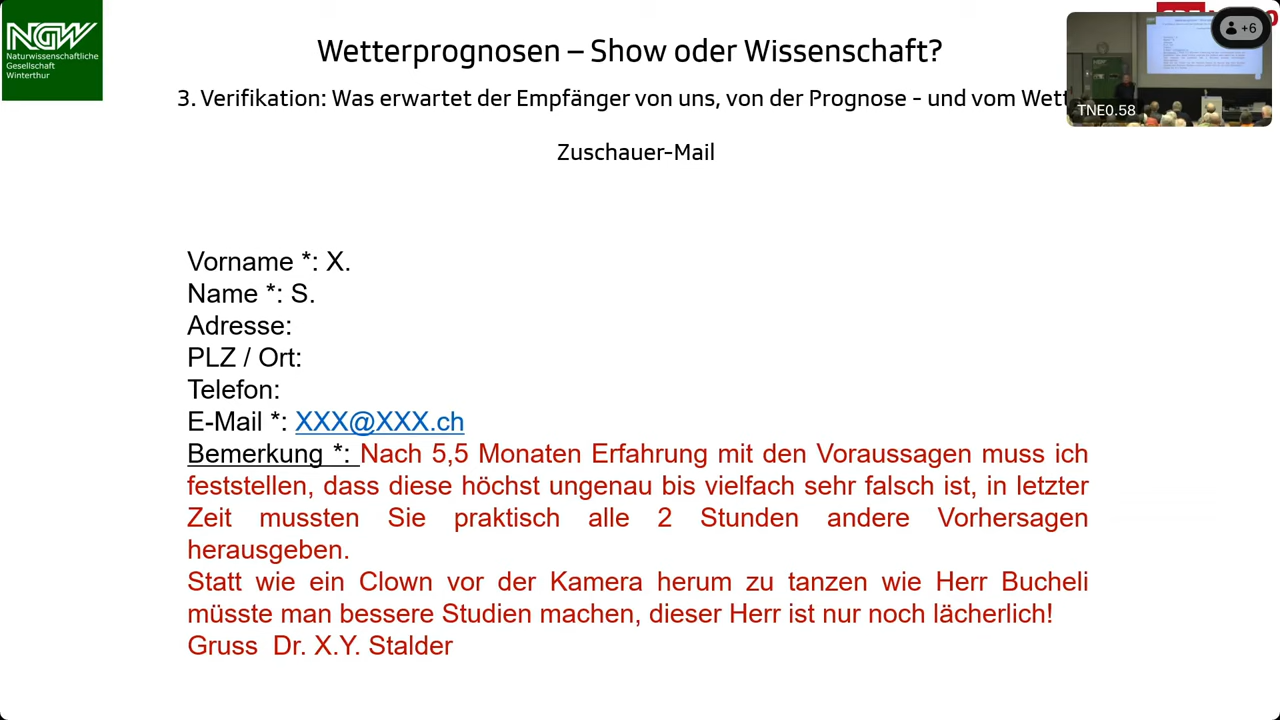 NGW
Naturwissenschaftliche
Gesellschaft
Winterthur
Wetterprognosen – Show oder Wissenschaft?
+6
TNE0.58
3. Verifikation: Was erwartet der Empfänger von uns, von der Prognose - und vom Wett
Zuschauer-Mail
Vorname *: X.
Name *: S.
Adresse:
PLZ / Ort:
Telefon:
E-Mail *: XXX@XXX.ch
Bemerkung *: Nach 5,5 Monaten Erfahrung mit den Voraussagen muss ich
feststellen, dass diese höchst ungenau bis vielfach sehr falsch ist, in letzter
Zeit mussten Sie praktisch alle 2 Stunden andere Vorhersagen
herausgeben.
Statt wie ein Clown vor der Kamera herum zu tanzen wie Herr Bucheli
müsste man bessere Studien machen, dieser Herr ist nur noch lächerlich!
Gruss  Dr. X.Y. Stalder